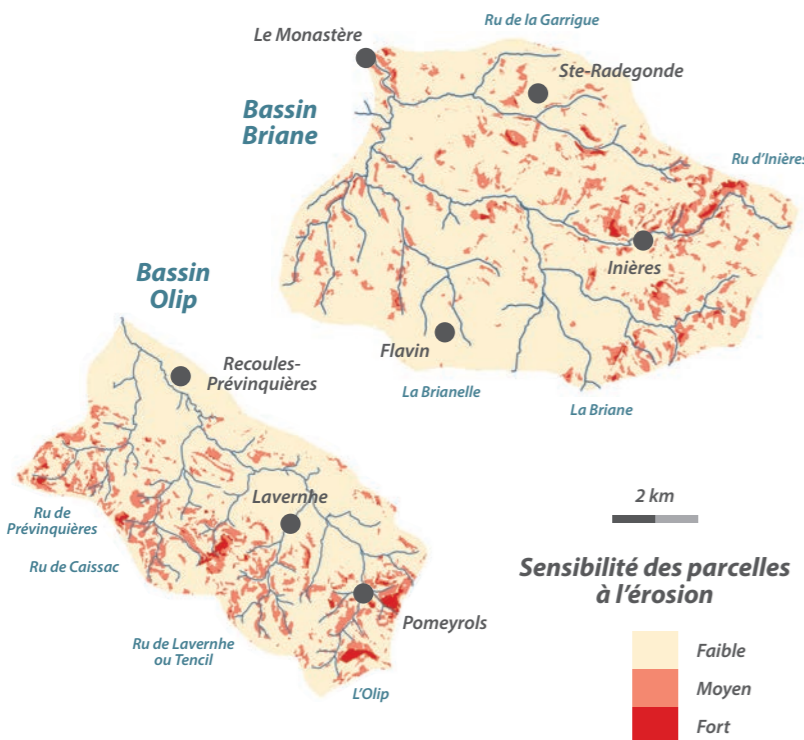 Ru de la Garrigue
Le Monastère
Ste-Radegonde
Bassin
Briane
Ru d'Inières
Inières
Bassin
Olip
Flavin
Recoules-
Prévinquières
La Brianelle
La Briane
Lavernhe
2 km
Ru de
Prévinquières
Ru de Caissac
Sensibilité des parcelles
à l'érosion
Pomeyrols
Ru de Lavernhe
ou Tencil
L'Olip
Faible
Moyen
Fort